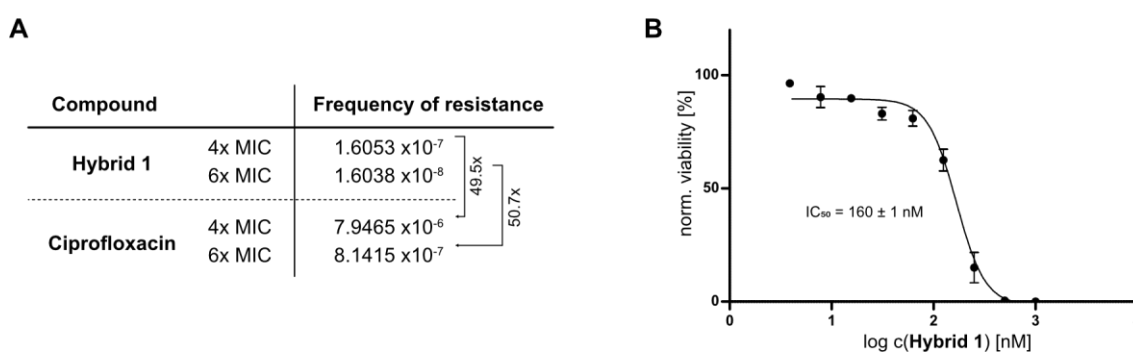 A
Compound Frequency of resistance
Hybrid 1 4x MIC 1.6053 x10⁻⁷
6x MIC 1.6038 x10⁻⁸
49.5x
50.7x
Ciprofloxacin 4x MIC 7.9465 x10⁻⁶
6x MIC 8.1415 x10⁻⁷
B
norm. viability [%]
100
50
0
IC₅₀ = 160 ± 1 nM
0 1 2 3
log c(Hybrid 1) [nM]